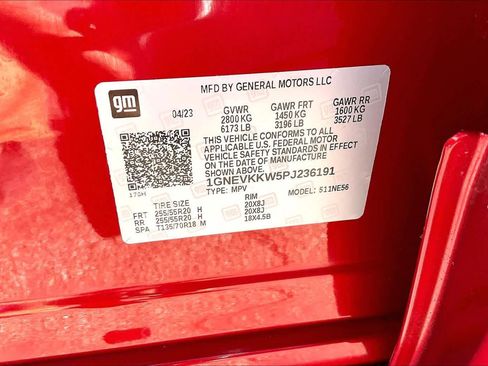 gm
MFD BY GENERAL MOTORS LLC
04/23 GVWR GAWR FRT GAWR RR
2800 KG 1450 KG 1600 KG
6173 LB 3196 LB 3527 LB
THIS VEHICLE CONFORMS TO ALL
APPLICABLE U.S. FEDERAL MOTOR
VEHICLE SAFETY STANDARDS IN EFFECT
ON THE DATE OF MANUFACTURE
SHOWN ABOVE.
1GNEVKKW5PJ236191
TYPE: MPV MODEL: 511NE56
TIRE SIZE RIM
FRT 255/55R20 H 20X8J
RR 255/55R20 H 20X8J
SPA T135/70R18 M 18X4.5B